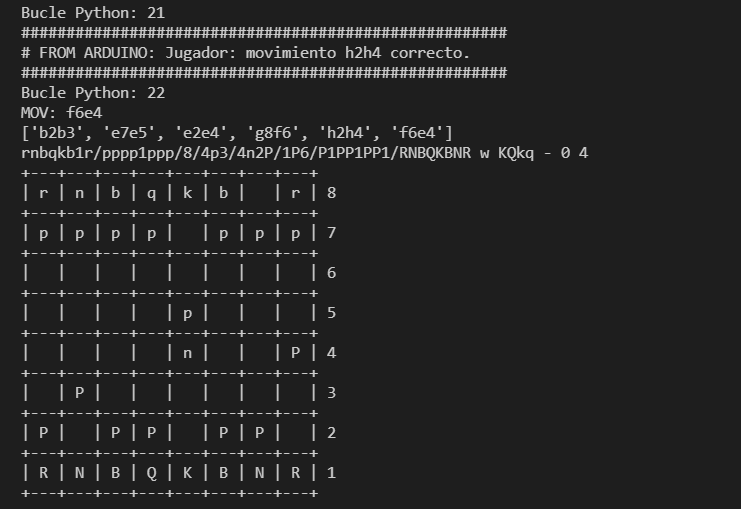 Bucle Python: 21
######################################################
# FROM ARDUINO: Jugador: movimiento h2h4 correcto.
######################################################
Bucle Python: 22
MOV: f6e4
['b2b3', 'e7e5', 'e2e4', 'g8f6', 'h2h4', 'f6e4']
rnbqkb1r/pppp1ppp/8/4p3/4n2P/1P6/P1PP1PP1/RNBQKBNR w KQkq - 0 4
+---+---+---+---+---+---+---+---+
| r | n | b | q | k | b |   | r | 8
+---+---+---+---+---+---+---+---+
| p | p | p | p |   | p | p | p | 7
+---+---+---+---+---+---+---+---+
|   |   |   |   |   |   |   |   | 6
+---+---+---+---+---+---+---+---+
|   |   |   |   | p |   |   |   | 5
+---+---+---+---+---+---+---+---+
|   |   |   |   | n |   |   | P | 4
+---+---+---+---+---+---+---+---+
|   | P |   |   |   |   |   |   | 3
+---+---+---+---+---+---+---+---+
| P |   | P | P |   | P | P |   | 2
+---+---+---+---+---+---+---+---+
| R | N | B | Q | K | B | N | R | 1
+---+---+---+---+---+---+---+---+